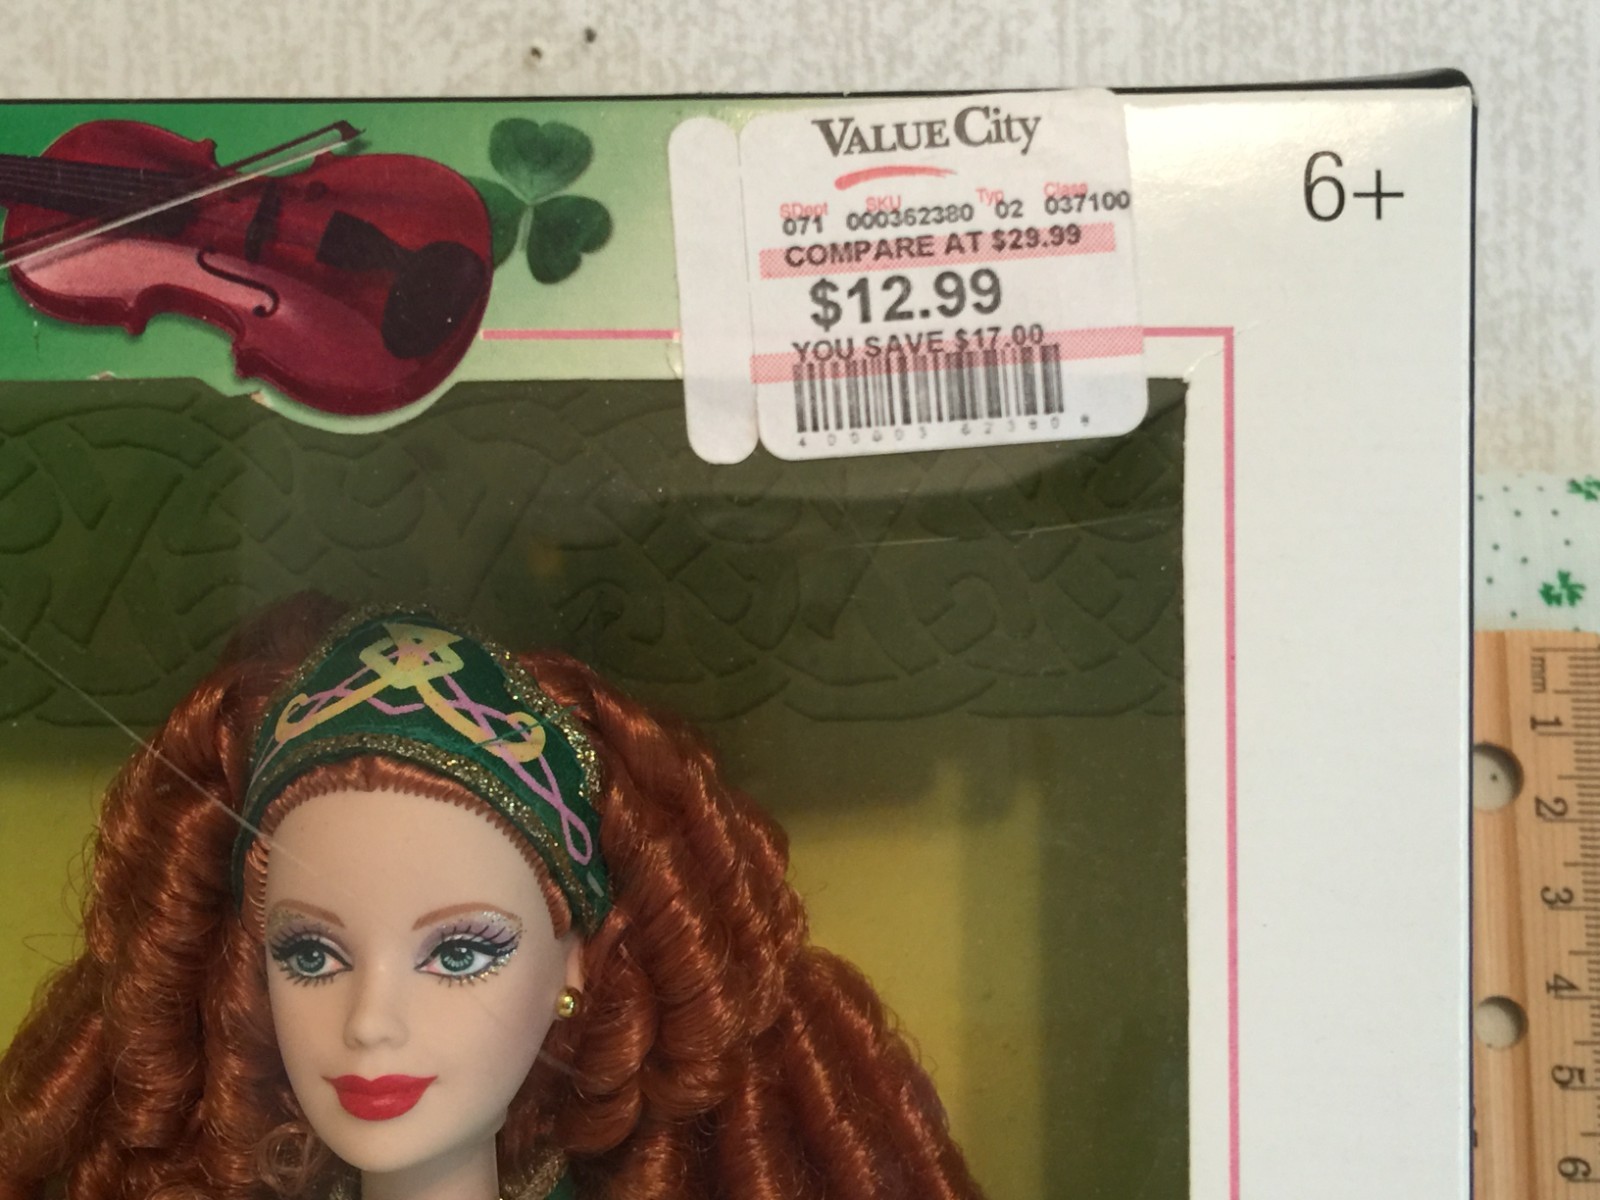 VALUE City
SDept SKU Typ Class
071 000362380 02 037100
COMPARE AT $29.99
$12.99
YOU SAVE $17.00
6+
mm
1
2
3
4
5
6